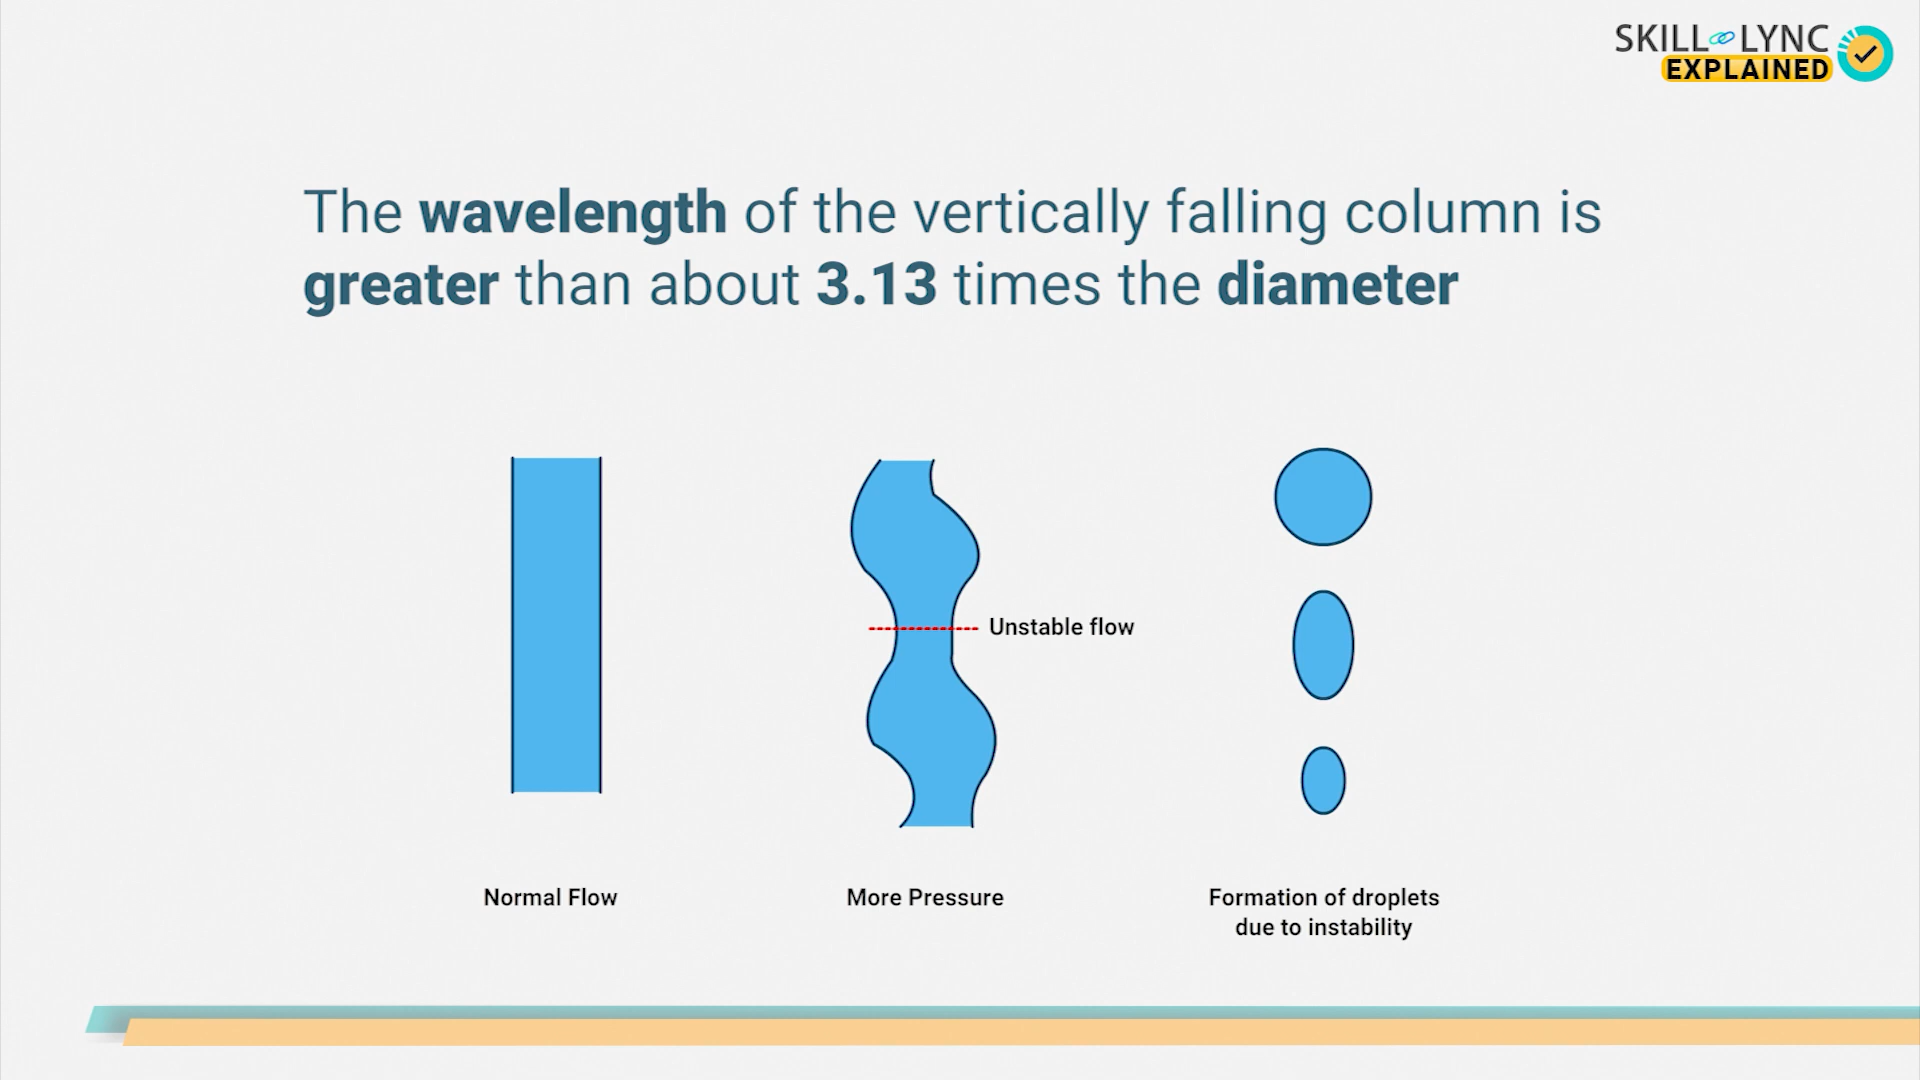 SKILL LYNC
EXPLAINED
The wavelength of the vertically falling column is
greater than about 3.13 times the diameter
Unstable flow
Normal Flow
More Pressure
Formation of droplets
due to instability